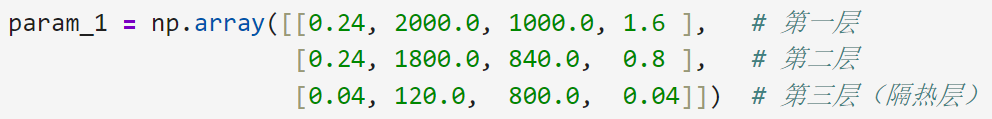 param_1 = np.array([[0.24, 2000.0, 1000.0, 1.6 ],   # 第一层
[0.24, 1800.0, 840.0,  0.8 ],   # 第二层
[0.04, 120.0,  800.0,  0.04]])  # 第三层（隔热层）